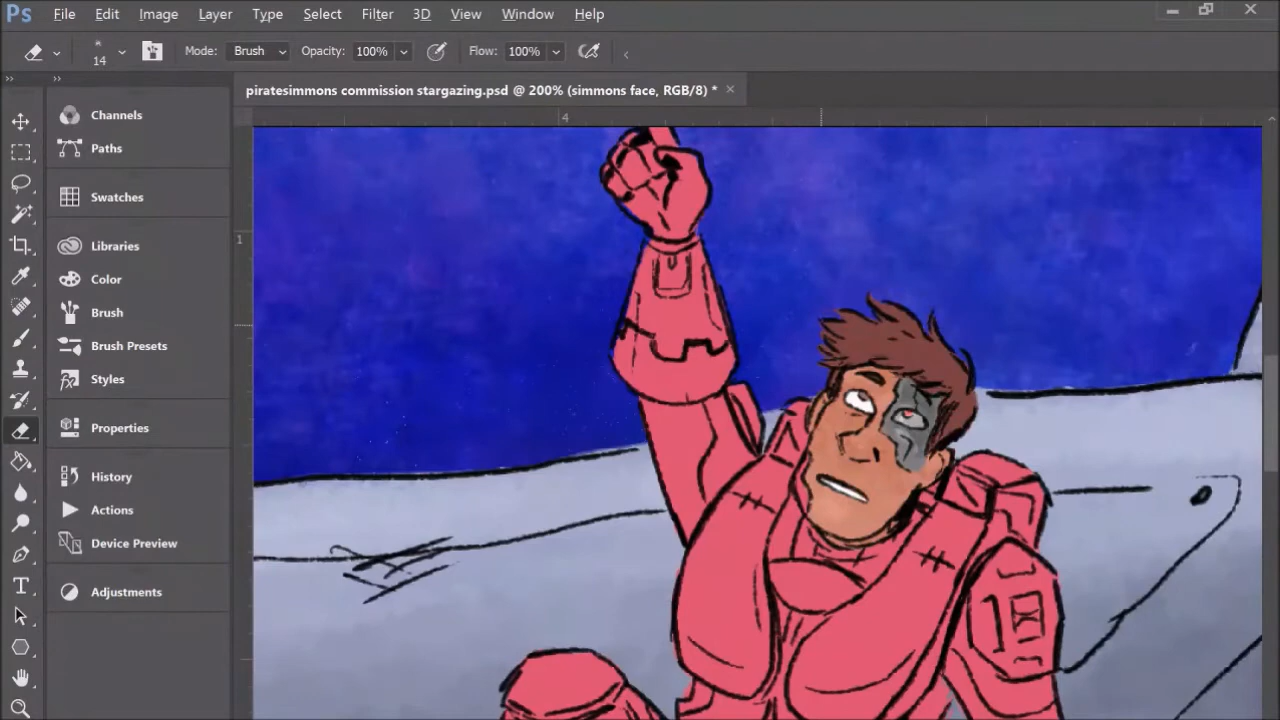 Ps File Edit Image Layer Type Select Filter 3D View Window Help
14 Mode: Brush Opacity: 100% Flow: 100%
piratesimmons commission stargazing.psd @ 200% (simmons face, RGB/8) *
4
1
Channels
Paths
Swatches
Libraries
Color
Brush
Brush Presets
Styles
Properties
History
Actions
Device Preview
Adjustments